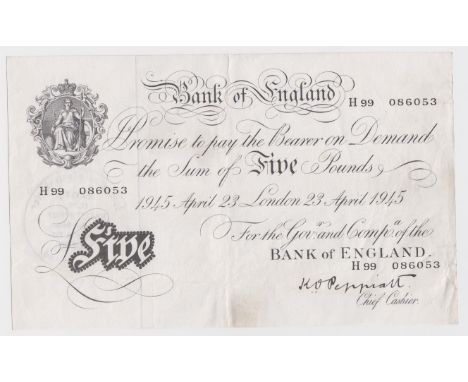 Bank of England
H99 086053
I Promise to pay the Bearer on Demand
the Sum of Five Pounds
H99 086053
1945 April 23 London 23 April 1945
For the Govr. and Compa. of the
BANK of ENGLAND.
H99 086053
£Five
K O Peppiatt
Chief Cashier.